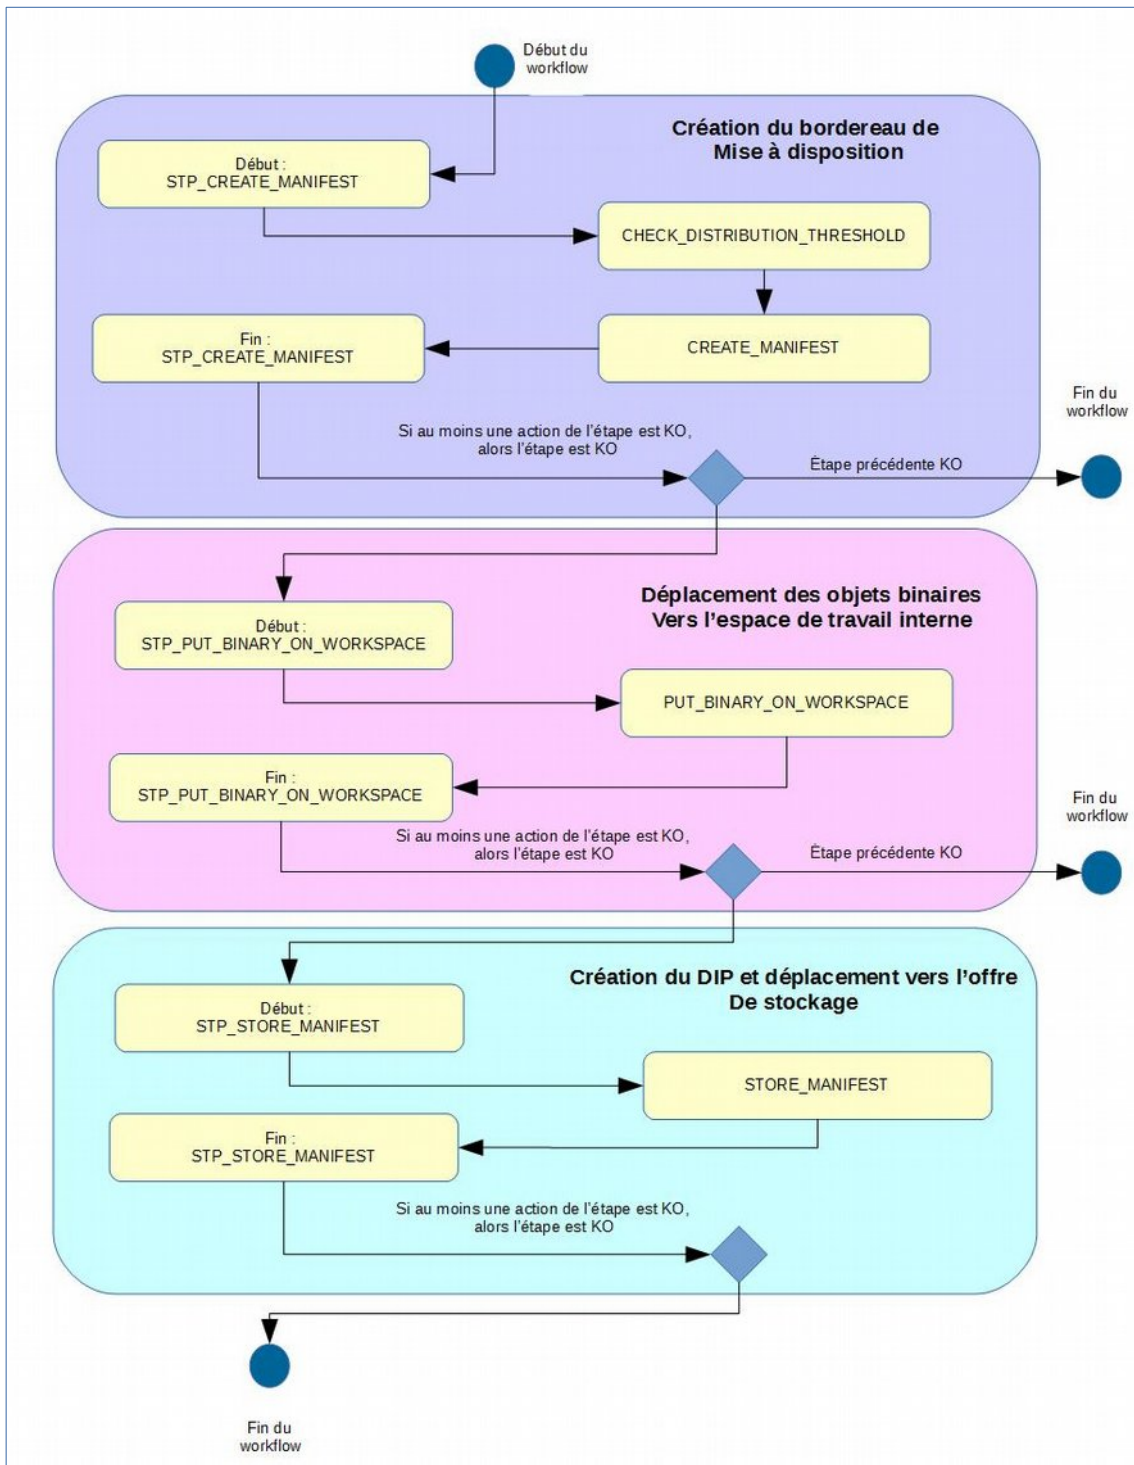 Début du
workflow
Création du bordereau de
Mise à disposition
Début :
STP_CREATE_MANIFEST
CHECK_DISTRIBUTION_THRESHOLD
Fin :
STP_CREATE_MANIFEST
CREATE_MANIFEST
Fin du
workflow
Si au moins une action de l'étape est KO,
alors l'étape est KO
Étape précédente KO
Déplacement des objets binaires
Vers l'espace de travail interne
Début :
STP_PUT_BINARY_ON_WORKSPACE
PUT_BINARY_ON_WORKSPACE
Fin :
STP_PUT_BINARY_ON_WORKSPACE
Fin du
workflow
Si au moins une action de l'étape est KO,
alors l'étape est KO
Étape précédente KO
Création du DIP et déplacement vers l'offre
De stockage
Début :
STP_STORE_MANIFEST
STORE_MANIFEST
Fin :
STP_STORE_MANIFEST
Si au moins une action de l'étape est KO,
alors l'étape est KO
Fin du
workflow